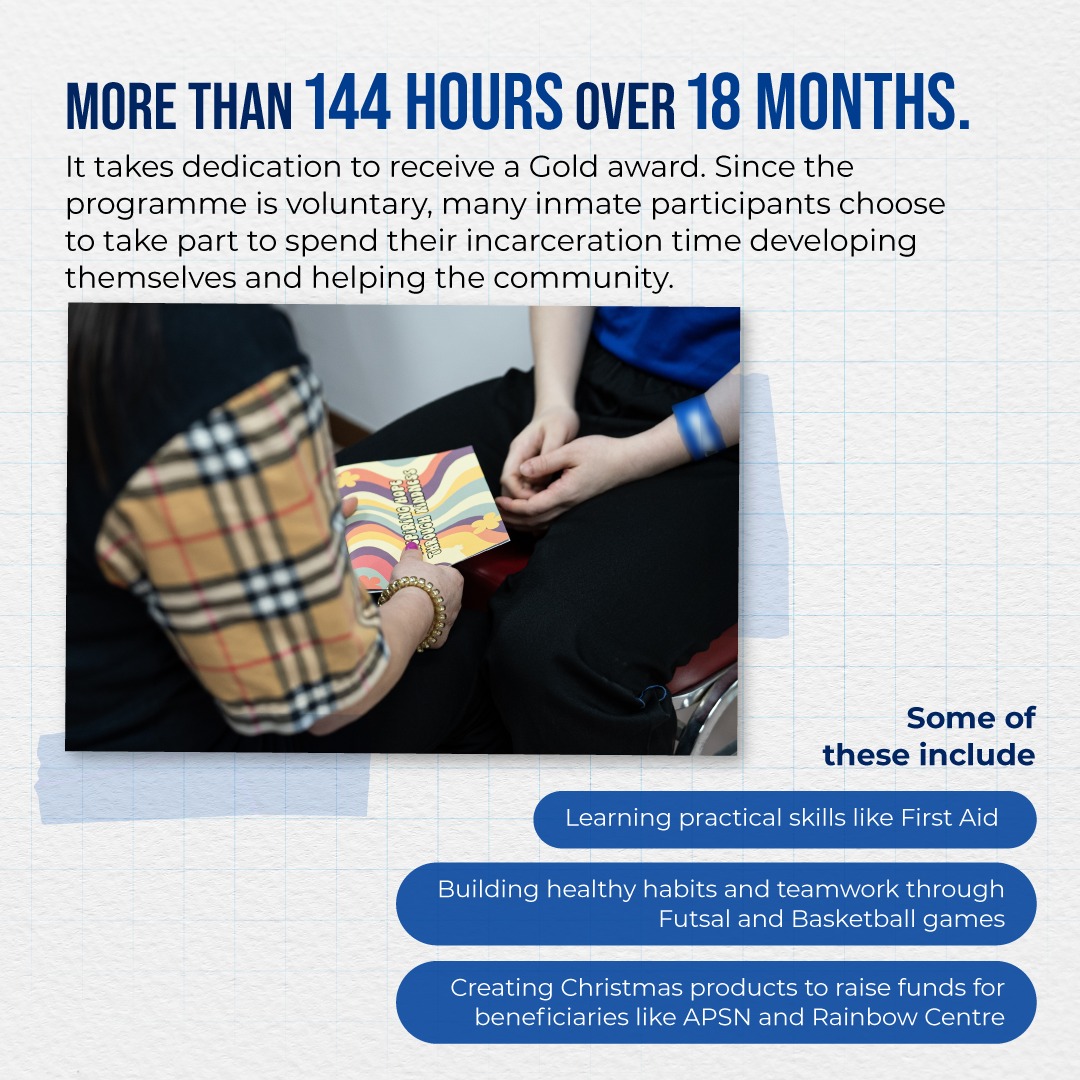 MORE THAN 144 HOURS OVER 18 MONTHS.
It takes dedication to receive a Gold award. Since the
programme is voluntary, many inmate participants choose
to take part to spend their incarceration time developing
themselves and helping the community.
HOPE
THROUGH KINDNESS
Some of
these include
Learning practical skills like First Aid
Building healthy habits and teamwork through
Futsal and Basketball games
Creating Christmas products to raise funds for
beneficiaries like APSN and Rainbow Centre